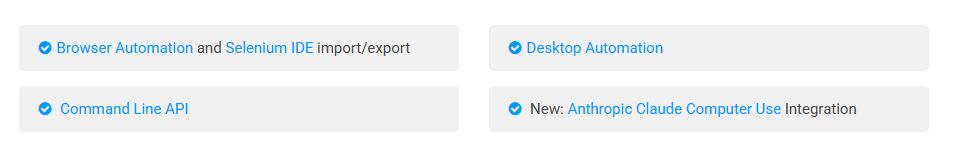 Browser Automation and Selenium IDE import/export
Desktop Automation
Command Line API
New: Anthropic Claude Computer Use Integration